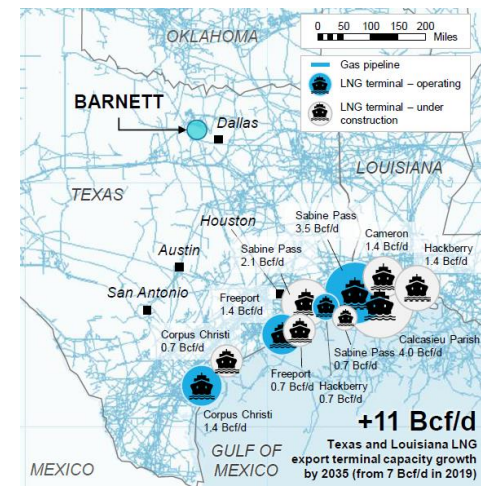 OKLAHOMA
0 50 100 150 200
Miles
Gas pipeline
LNG terminal – operating
LNG terminal – under
construction
BARNETT
Dallas
LOUISIANA
TEXAS
Houston
Sabine Pass
3.5 Bcf/d
Cameron
1.4 Bcf/d
Hackberry
1.4 Bcf/d
Sabine Pass
2.1 Bcf/d
Austin
San Antonio
Freeport
1.4 Bcf/d
Corpus Christi
0.7 Bcf/d
Calcasieu Parish
4.0 Bcf/d
Sabine Pass
0.7 Bcf/d
Freeport
0.7 Bcf/d
Hackberry
0.7 Bcf/d
Corpus Christi
1.4 Bcf/d
+11 Bcf/d
Texas and Louisiana LNG
export terminal capacity growth
by 2035 (from 7 Bcf/d in 2019)
GULF OF
MEXICO
MEXICO